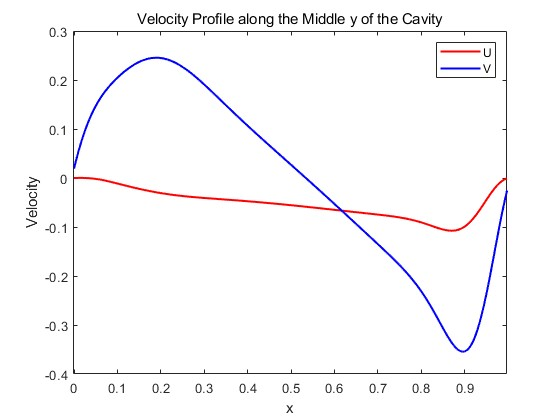 Velocity Profile along the Middle y of the Cavity
0.3
0.2
0.1
0
-0.1
-0.2
-0.3
-0.4
Velocity
U
V
0 0.1 0.2 0.3 0.4 0.5 0.6 0.7 0.8 0.9
x